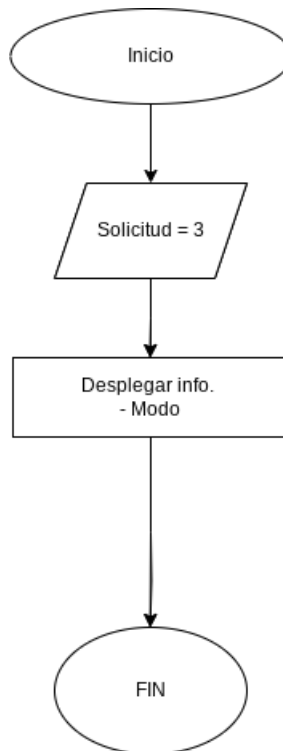 Inicio
Solicitud = 3
Desplegar info.
- Modo
FIN